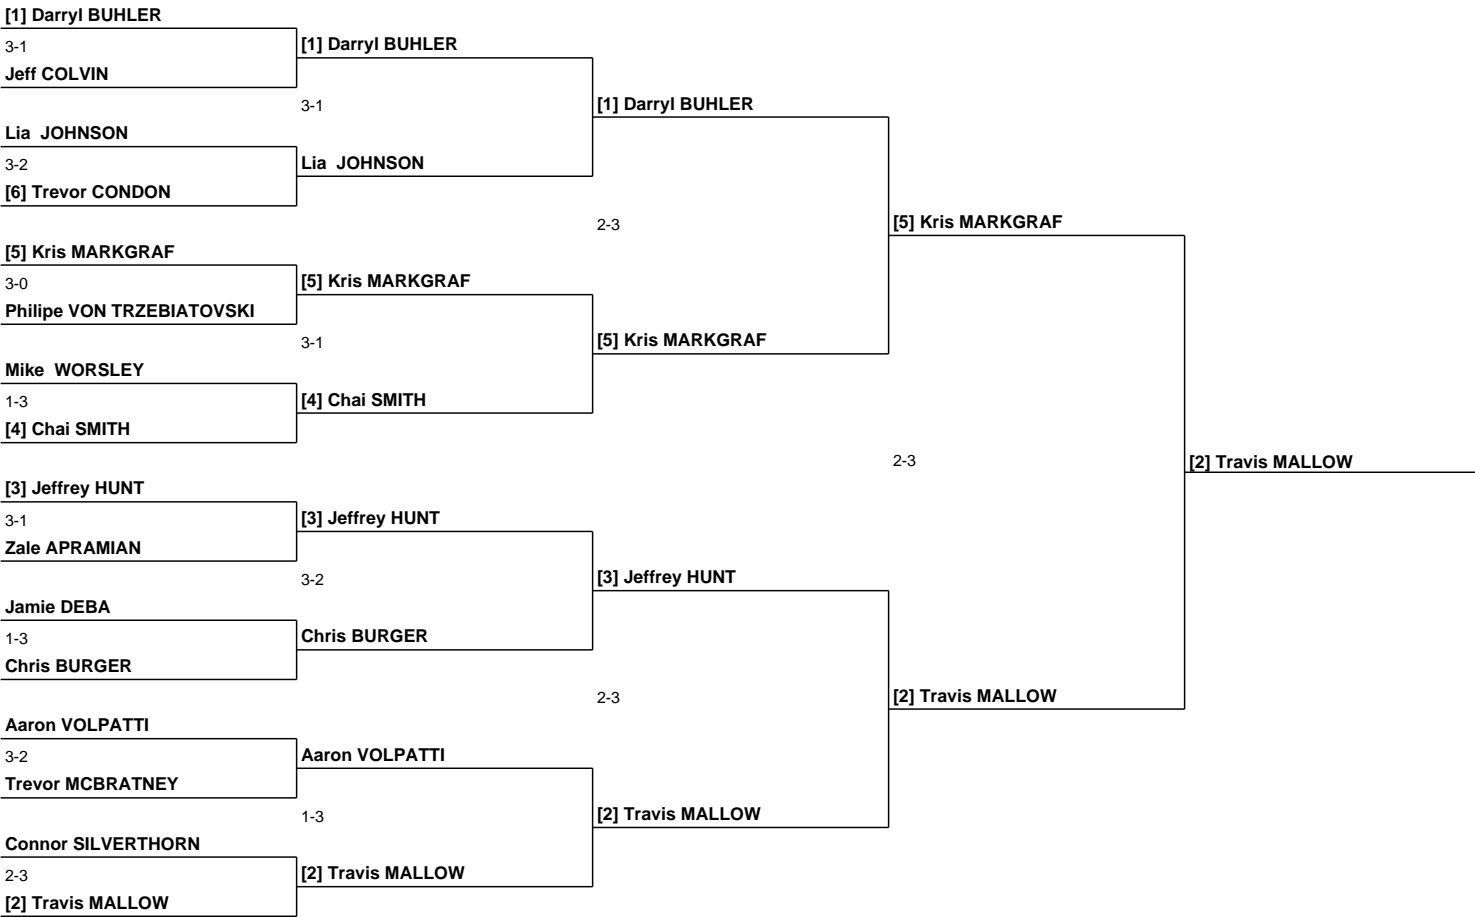 [1] Darryl BUHLER
3-1
[1] Darryl BUHLER
Jeff COLVIN
3-1
[1] Darryl BUHLER
Lia  JOHNSON
3-2
Lia  JOHNSON
[6] Trevor CONDON
2-3
[5] Kris MARKGRAF
[5] Kris MARKGRAF
3-0
[5] Kris MARKGRAF
Philipe VON TRZEBIATOVSKI
3-1
[5] Kris MARKGRAF
Mike  WORSLEY
1-3
[4] Chai SMITH
[4] Chai SMITH
2-3
[2] Travis MALLOW
[3] Jeffrey HUNT
3-1
[3] Jeffrey HUNT
Zale APRAMIAN
3-2
[3] Jeffrey HUNT
Jamie DEBA
1-3
Chris BURGER
Chris BURGER
2-3
[2] Travis MALLOW
Aaron VOLPATTI
3-2
Aaron VOLPATTI
Trevor MCBRATNEY
1-3
[2] Travis MALLOW
Connor SILVERTHORN
2-3
[2] Travis MALLOW
[2] Travis MALLOW